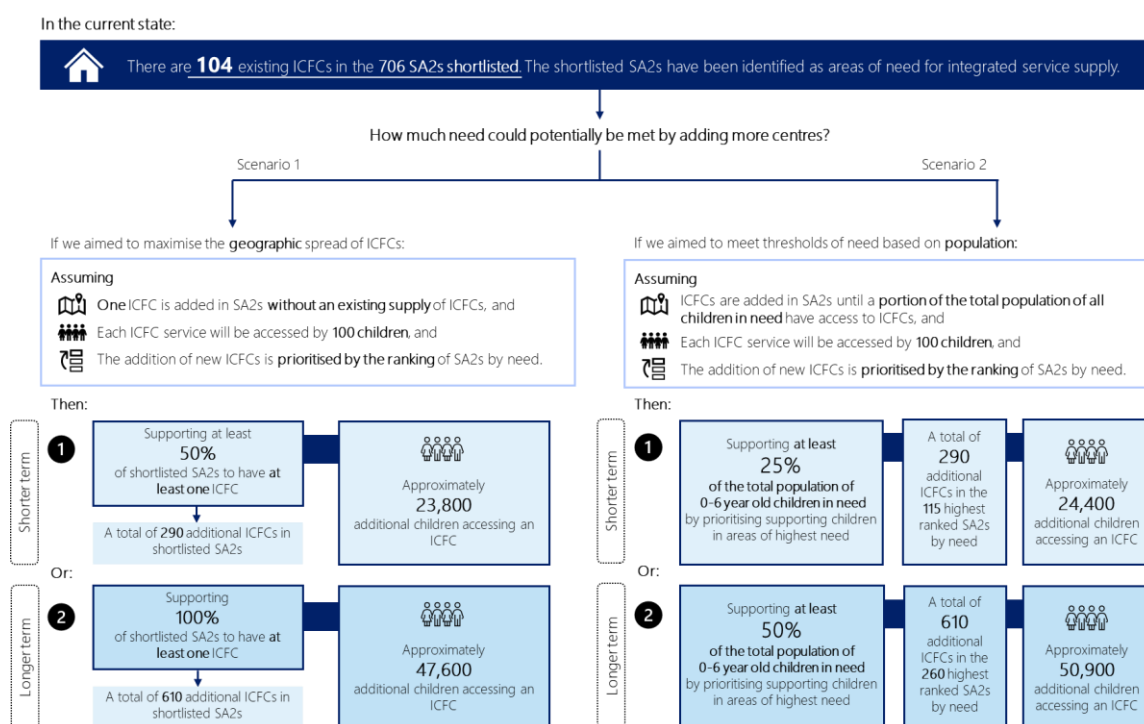 In the current state:
There are 104 existing ICFCs in the 706 SA2s shortlisted. The shortlisted SA2s have been identified as areas of need for integrated service supply.
How much need could potentially be met by adding more centres?
Scenario 1
Scenario 2
If we aimed to maximise the geographic spread of ICFCs:
Assuming
One ICFC is added in SA2s without an existing supply of ICFCs, and
Each ICFC service will be accessed by 100 children, and
The addition of new ICFCs is prioritised by the ranking of SA2s by need.
Then:
Shorter term
1
Supporting at least
50%
of shortlisted SA2s to have at
least one ICFC
A total of 290 additional ICFCs in
shortlisted SA2s
Approximately
23,800
additional children accessing an
ICFC
Or:
Longer term
2
Supporting
100%
of shortlisted SA2s to have at
least one ICFC
A total of 610 additional ICFCs in
shortlisted SA2s
Approximately
47,600
additional children accessing an
ICFC
If we aimed to meet thresholds of need based on population:
Assuming
ICFCs are added in SA2s until a portion of the total population of all
children in need have access to ICFCs, and
Each ICFC service will be accessed by 100 children, and
The addition of new ICFCs is prioritised by the ranking of SA2s by need.
Then:
Shorter term
1
Supporting at least
25%
of the total population of
0-6 year old children in need
by prioritising supporting children
in areas of highest need
A total of
290
additional
ICFCs in the
115 highest
ranked SA2s
by need
Approximately
24,400
additional children
accessing an ICFC
Or:
Longer term
2
Supporting at least
50%
of the total population of
0-6 year old children in need
by prioritising supporting children
in areas of highest need
A total of
610
additional
ICFCs in the
260 highest
ranked SA2s
by need
Approximately
50,900
additional children
accessing an ICFC